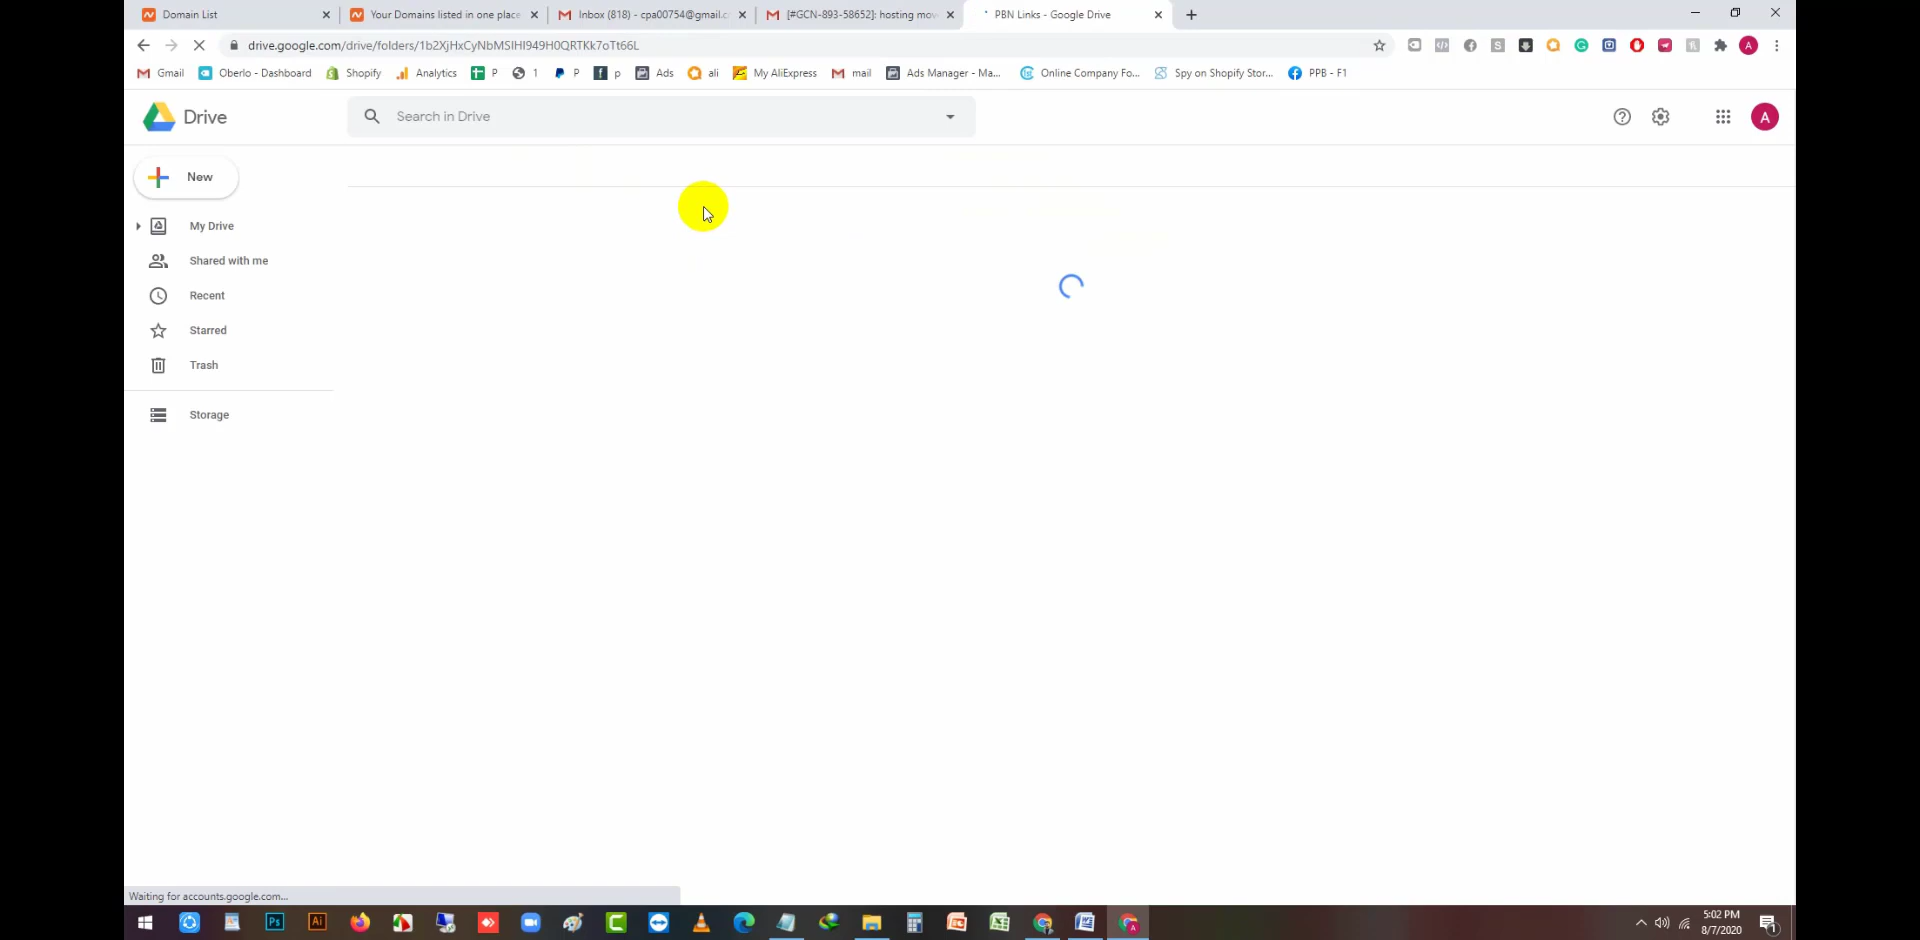 Domain List
Your Domains listed in one place
Inbox (818) - cpa00754@gmail.c
[#GCN-893-58652]: hosting mov
PBN Links - Google Drive
drive.google.com/drive/folders/1b2XjHxCyNbMSIHI949H0QRTKk7oTt66L
Gmail
Oberlo - Dashboard
Shopify
Analytics
P
1
P
p
Ads
ali
My AliExpress
mail
Ads Manager - Ma...
Online Company Fo...
Spy on Shopify Stor...
PPB - F1
Drive
Search in Drive
A
New
My Drive
Shared with me
Recent
Starred
Trash
Storage
Waiting for accounts.google.com...
Ps
Ai
5:02 PM
8/7/2020